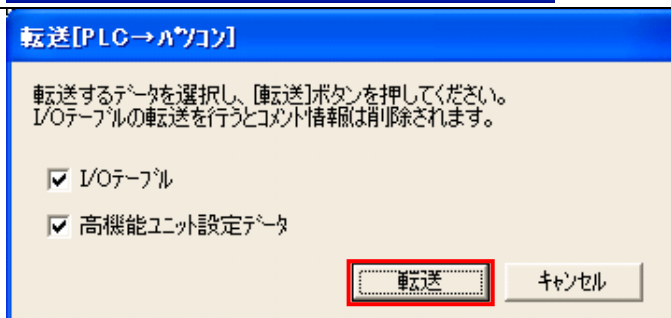 転送[PLC→ﾊﾟｿｺﾝ]
転送するﾃﾞｰﾀを選択し、[転送]ﾎﾞﾀﾝを押してください。
I/Oﾃｰﾌﾞﾙの転送を行うとｺﾒﾝﾄ情報は削除されます。
I/Oﾃｰﾌﾞﾙ
高機能ﾕﾆｯﾄ設定ﾃﾞｰﾀ
転送
ｷｬﾝｾﾙ